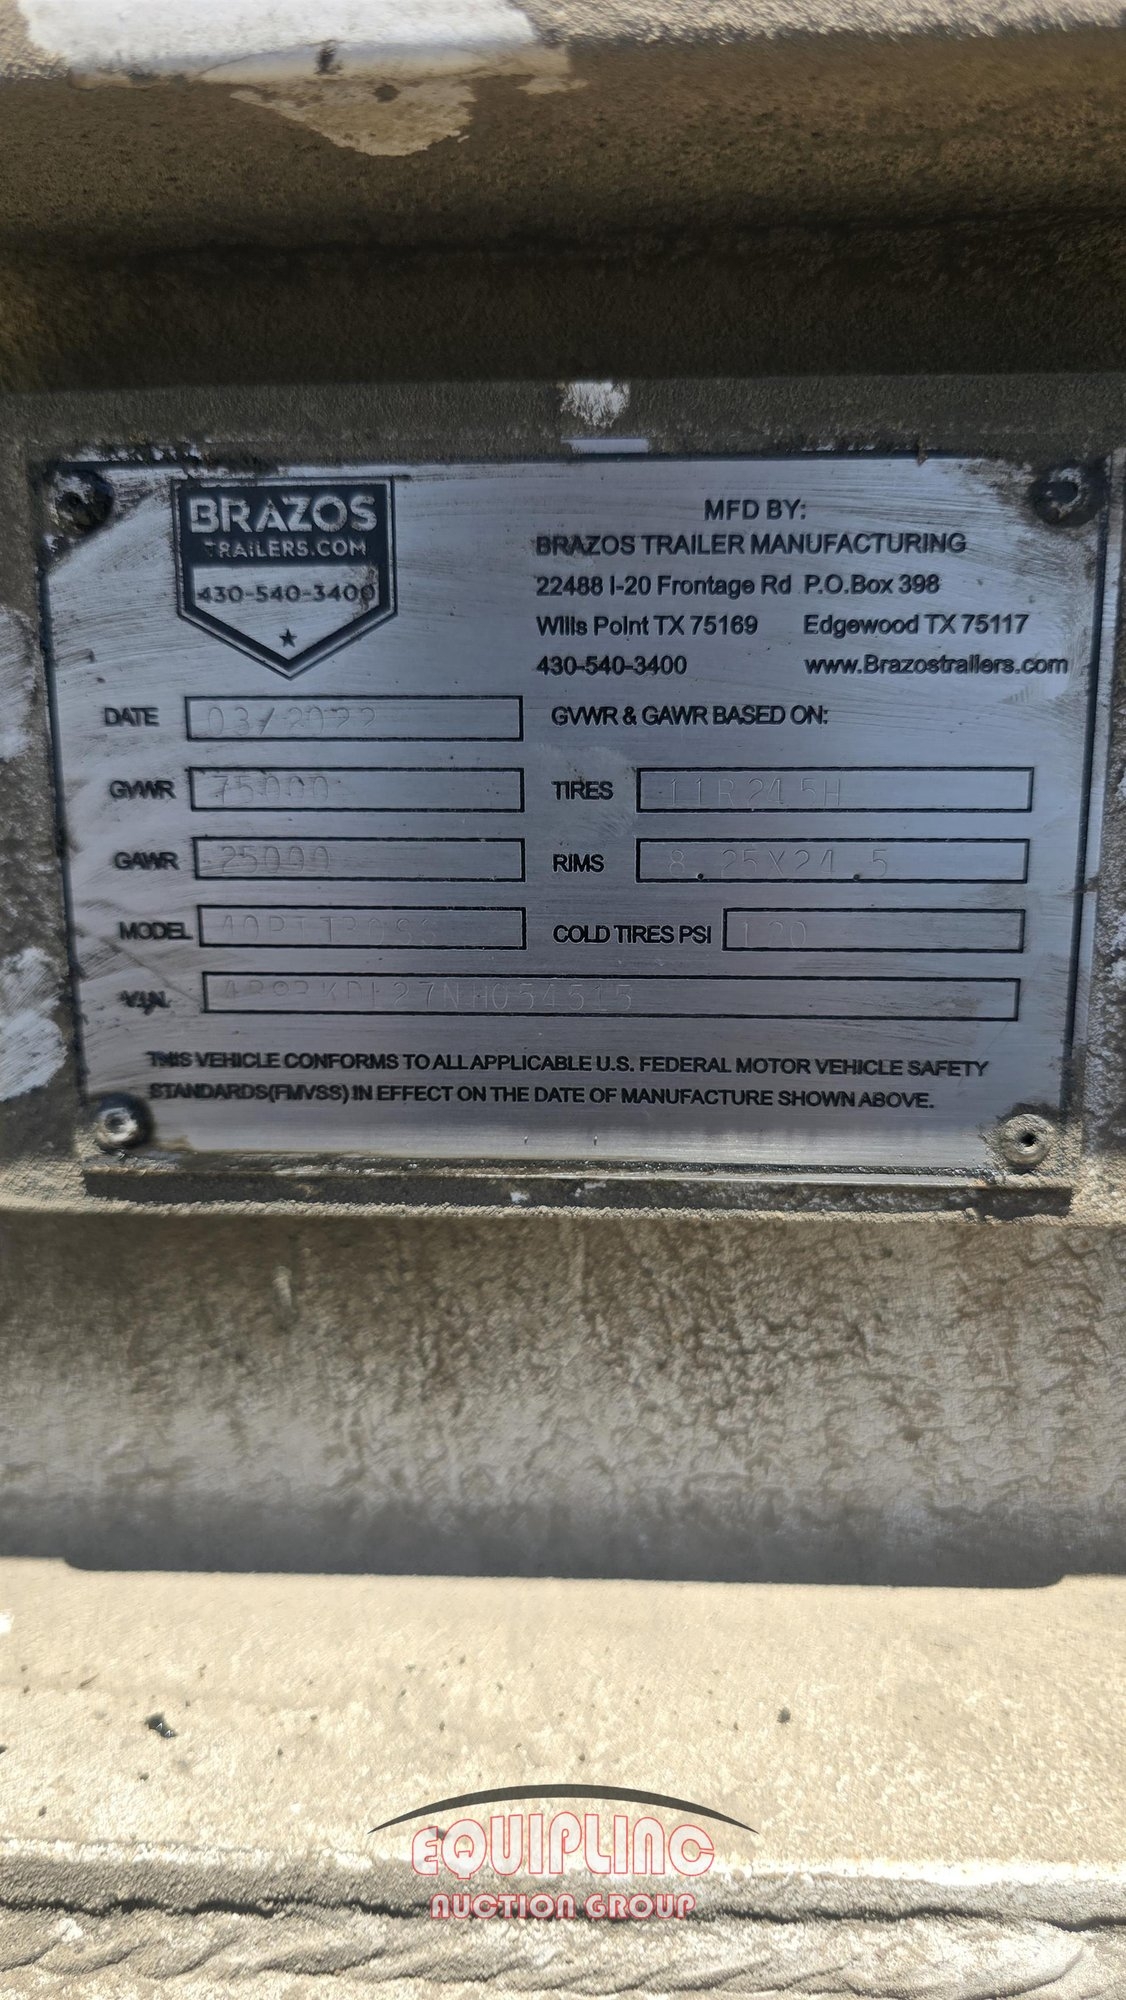 BRAZOS
TRAILERS.COM
430-540-3400
MFD BY:
BRAZOS TRAILER MANUFACTURING
22488 I-20 Frontage Rd P.O.Box 398
Wills Point TX 75169 Edgewood TX 75117
430-540-3400 www.Brazostrailers.com
DATE 03/2022 GVWR & GAWR BASED ON:
GVWR 75000 TIRES 11R24.5H
GAWR 25000 RIMS 8.25X24.5
MODEL COLD TIRES PSI 120
V.I.N.
THIS VEHICLE CONFORMS TO ALL APPLICABLE U.S. FEDERAL MOTOR VEHICLE SAFETY
STANDARDS(FMVSS) IN EFFECT ON THE DATE OF MANUFACTURE SHOWN ABOVE.
EQUIPLINC
AUCTION GROUP